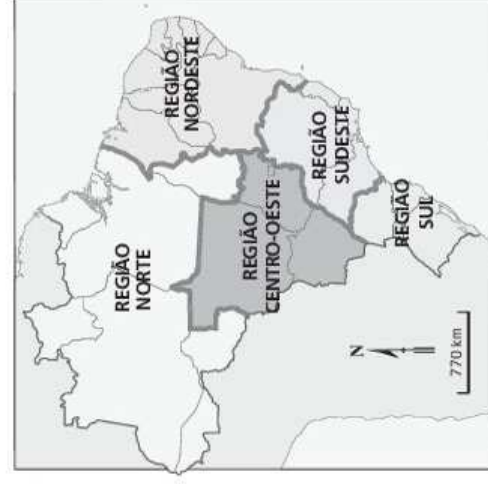 REGIÃO
NORTE
REGIÃO
NORDESTE
REGIÃO
CENTRO-OESTE
REGIÃO
SUDESTE
REGIÃO
SUL
N
770 km